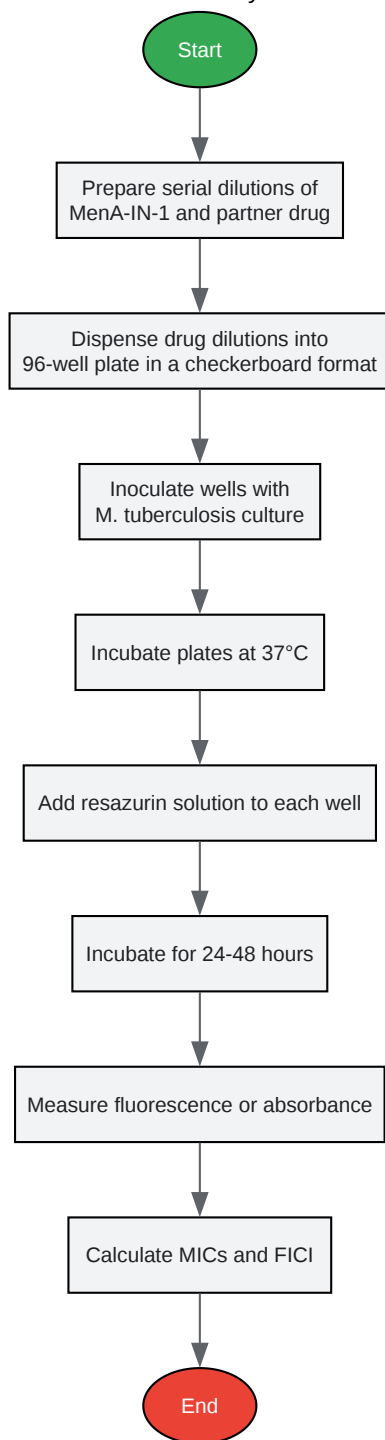 Start
Prepare serial dilutions of
MenA-IN-1 and partner drug
Dispense drug dilutions into
96-well plate in a checkerboard format
Inoculate wells with
M. tuberculosis culture
Incubate plates at 37°C
Add resazurin solution to each well
Incubate for 24-48 hours
Measure fluorescence or absorbance
Calculate MICs and FICI
End